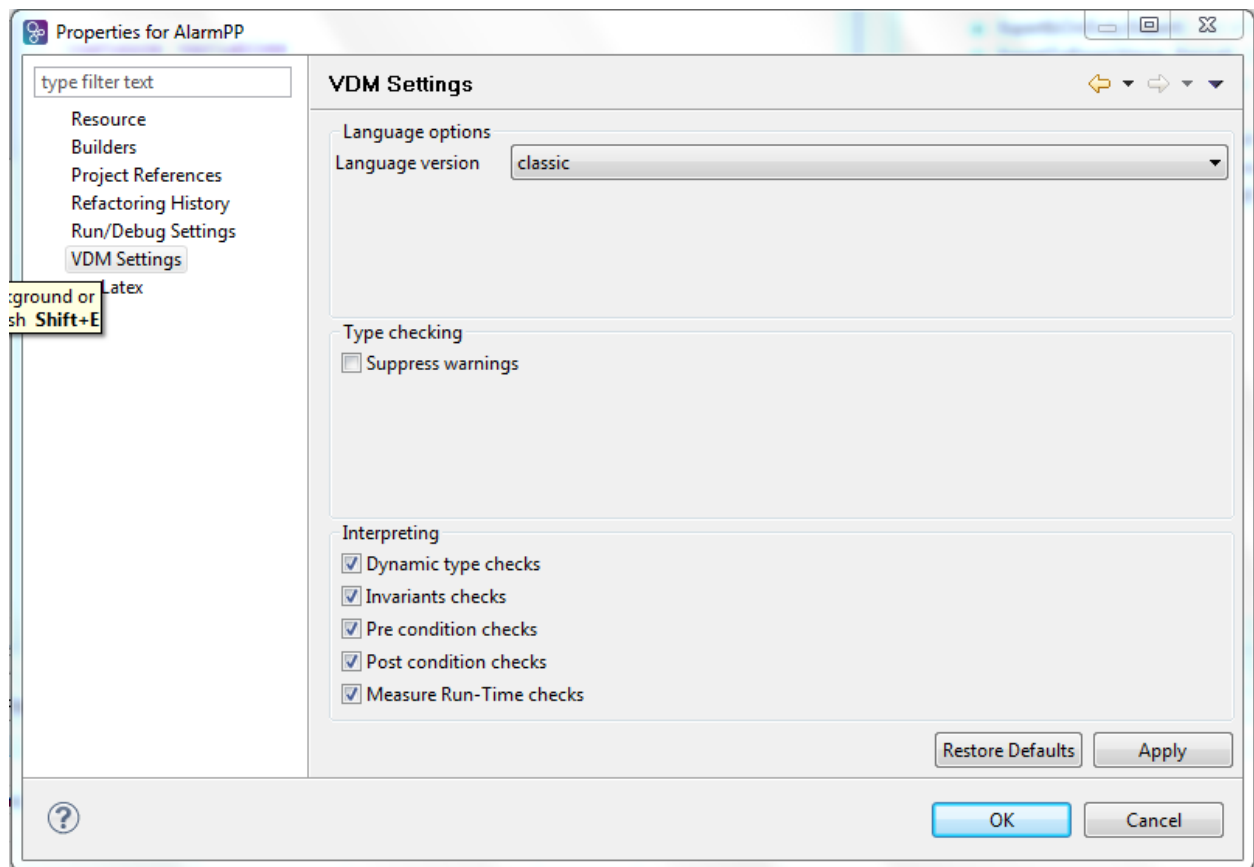 Properties for AlarmPP
type filter text
Resource
Builders
Project References
Refactoring History
Run/Debug Settings
VDM Settings
Latex
ground or
sh Shift+E
VDM Settings
Language options
Language version classic
Type checking
Suppress warnings
Interpreting
Dynamic type checks
Invariants checks
Pre condition checks
Post condition checks
Measure Run-Time checks
Restore Defaults Apply
?
OK Cancel